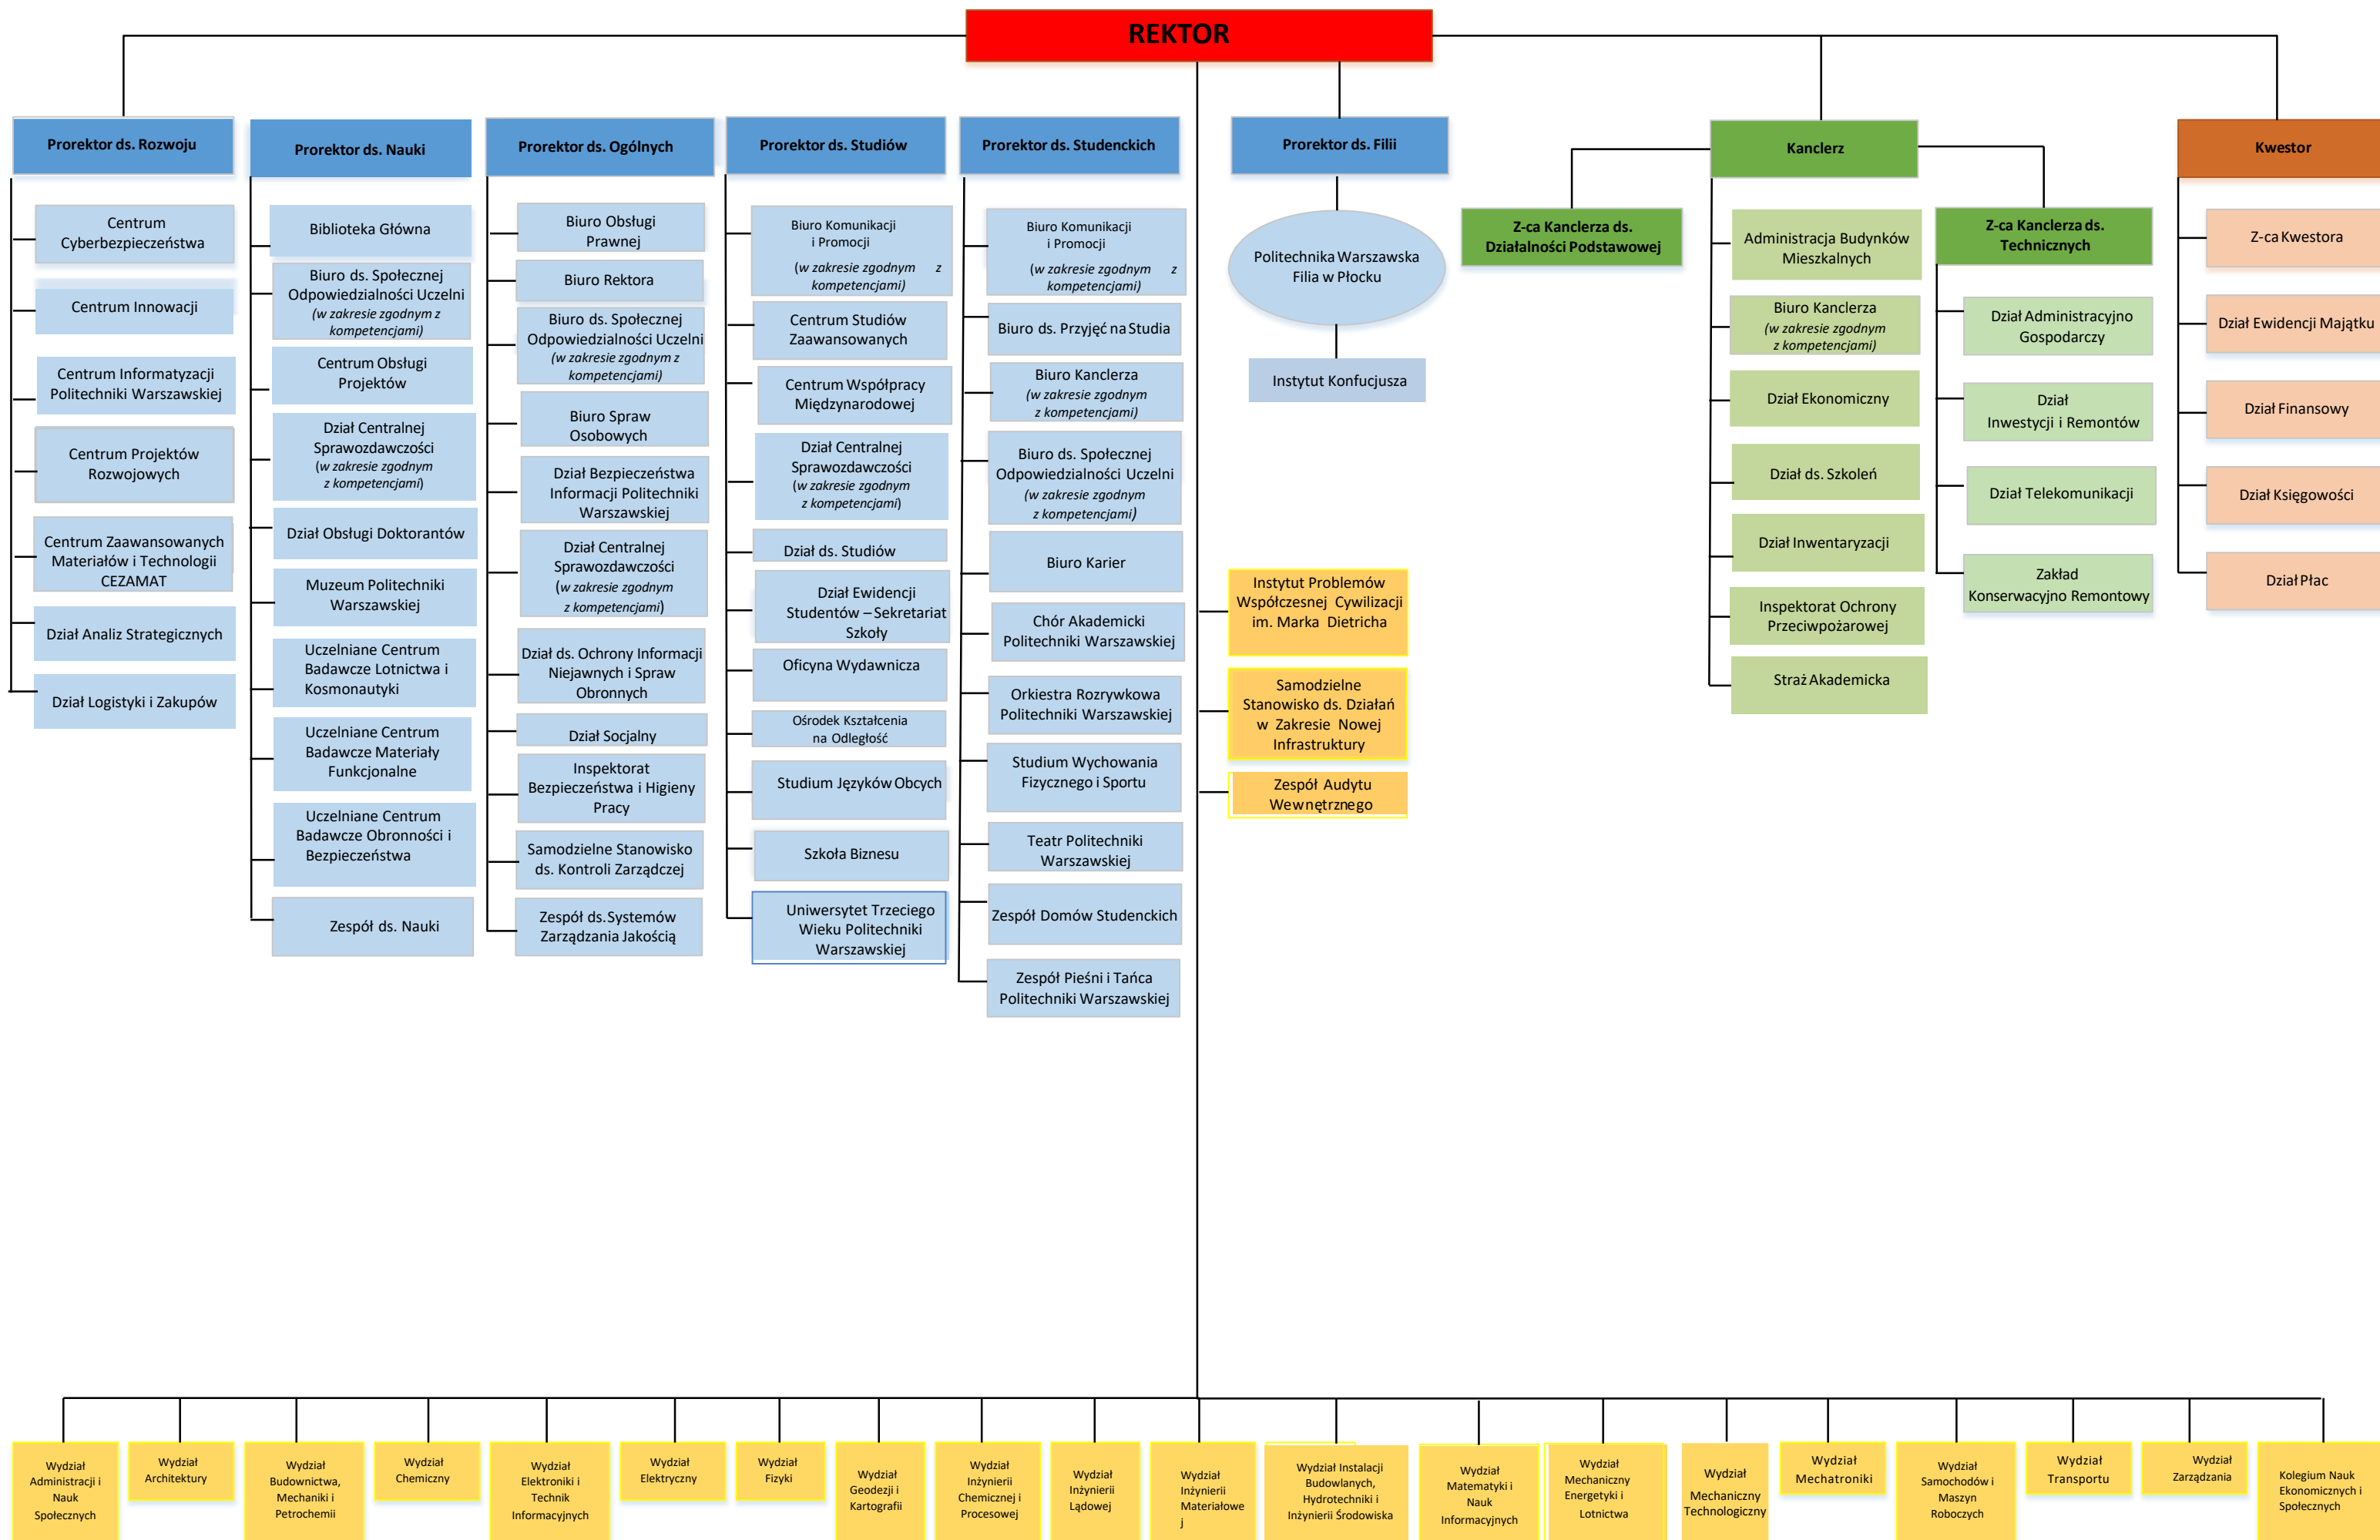 REKTOR
Prorektor ds. Rozwoju
Prorektor ds. Nauki
Prorektor ds. Ogólnych
Prorektor ds. Studiów
Prorektor ds. Studenckich
Prorektor ds. Filii
Kanclerz
Kwestor
Centrum
Cyberbezpieczeństwa
Centrum Innowacji
Centrum Informatyzacji
Politechniki Warszawskiej
Centrum Projektów
Rozwojowych
Centrum Zaawansowanych
Materiałów i Technologii
CEZAMAT
Dział Analiz Strategicznych
Dział Logistyki i Zakupów
Biblioteka Główna
Biuro ds. Społecznej
Odpowiedzialności Uczelni
(w zakresie zgodnym z
kompetencjami)
Centrum Obsługi
Projektów
Dział Centralnej
Sprawozdawczości
(w zakresie zgodnym
z kompetencjami)
Dział Obsługi Doktorantów
Muzeum Politechniki
Warszawskiej
Uczelniane Centrum
Badawcze Lotnictwa i
Kosmonautyki
Uczelniane Centrum
Badawcze Materiały
Funkcjonalne
Uczelniane Centrum
Badawcze Obronności i
Bezpieczeństwa
Zespół ds. Nauki
Biuro Obsługi
Prawnej
Biuro Rektora
Biuro ds. Społecznej
Odpowiedzialności Uczelni
(w zakresie zgodnym z
kompetencjami)
Biuro Spraw
Osobowych
Dział Bezpieczeństwa
Informacji Politechniki
Warszawskiej
Dział Centralnej
Sprawozdawczości
(w zakresie zgodnym
z kompetencjami)
Dział ds. Ochrony Informacji
Niejawnych i Spraw
Obronnych
Dział Socjalny
Inspektorat
Bezpieczeństwa i Higieny
Pracy
Samodzielne Stanowisko
ds. Kontroli Zarządczej
Zespół ds. Systemów
Zarządzania Jakością
Biuro Komunikacji
i Promocji
(w zakresie zgodnym z
kompetencjami)
Centrum Studiów
Zaawansowanych
Centrum Współpracy
Międzynarodowej
Dział Centralnej
Sprawozdawczości
(w zakresie zgodnym
z kompetencjami)
Dział ds. Studiów
Dział Ewidencji
Studentów – Sekretariat
Szkoły
Oficyna Wydawnicza
Ośrodek Kształcenia
na Odległość
Studium Języków Obcych
Szkoła Biznesu
Uniwersytet Trzeciego
Wieku Politechniki
Warszawskiej
Biuro Komunikacji
i Promocji
(w zakresie zgodnym z
kompetencjami)
Biuro ds. Przyjęć na Studia
Biuro Kanclerza
(w zakresie zgodnym
z kompetencjami)
Biuro ds. Społecznej
Odpowiedzialności Uczelni
(w zakresie zgodnym
z kompetencjami)
Biuro Karier
Chór Akademicki
Politechniki Warszawskiej
Orkiestra Rozrywkowa
Politechniki Warszawskiej
Studium Wychowania
Fizycznego i Sportu
Teatr Politechniki
Warszawskiej
Zespół Domów Studenckich
Zespół Pieśni i Tańca
Politechniki Warszawskiej
Politechnika Warszawska
Filia w Płocku
Instytut Konfucjusza
Instytut Problemów
Współczesnej Cywilizacji
im. Marka Dietricha
Samodzielne
Stanowisko ds. Działań
w Zakresie Nowej
Infrastruktury
Zespół Audytu
Wewnętrznego
Z-ca Kanclerza ds.
Działalności Podstawowej
Administracja Budynków
Mieszkalnych
Biuro Kanclerza
(w zakresie zgodnym
z kompetencjami)
Dział Ekonomiczny
Dział ds. Szkoleń
Dział Inwentaryzacji
Inspektorat Ochrony
Przeciwpożarowej
Straż Akademicka
Z-ca Kanclerza ds.
Technicznych
Dział Administracyjno
Gospodarczy
Dział
Inwestycji i Remontów
Dział Telekomunikacji
Zakład
Konserwacyjno Remontowy
Z-ca Kwestora
Dział Ewidencji Majątku
Dział Finansowy
Dział Księgowości
Dział Płac
Wydział
Administracji i
Nauk
Społecznych
Wydział
Architektury
Wydział
Budownictwa,
Mechaniki i
Petrochemii
Wydział
Chemiczny
Wydział
Elektroniki i
Technik
Informacyjnych
Wydział
Elektryczny
Wydział
Fizyki
Wydział
Geodezji i
Kartografii
Wydział
Inżynierii
Chemicznej i
Procesowej
Wydział
Inżynierii
Lądowej
Wydział
Inżynierii
Materiałowe
j
Wydział Instalacji
Budowlanych,
Hydrotechniki i
Inżynierii Środowiska
Wydział
Matematyki i
Nauk
Informacyjnych
Wydział
Mechaniczny
Energetyki i
Lotnictwa
Wydział
Mechaniczny
Technologiczny
Wydział
Mechatroniki
Wydział
Samochodów i
Maszyn
Roboczych
Wydział
Transportu
Wydział
Zarządzania
Kolegium Nauk
Ekonomicznych i
Społecznych